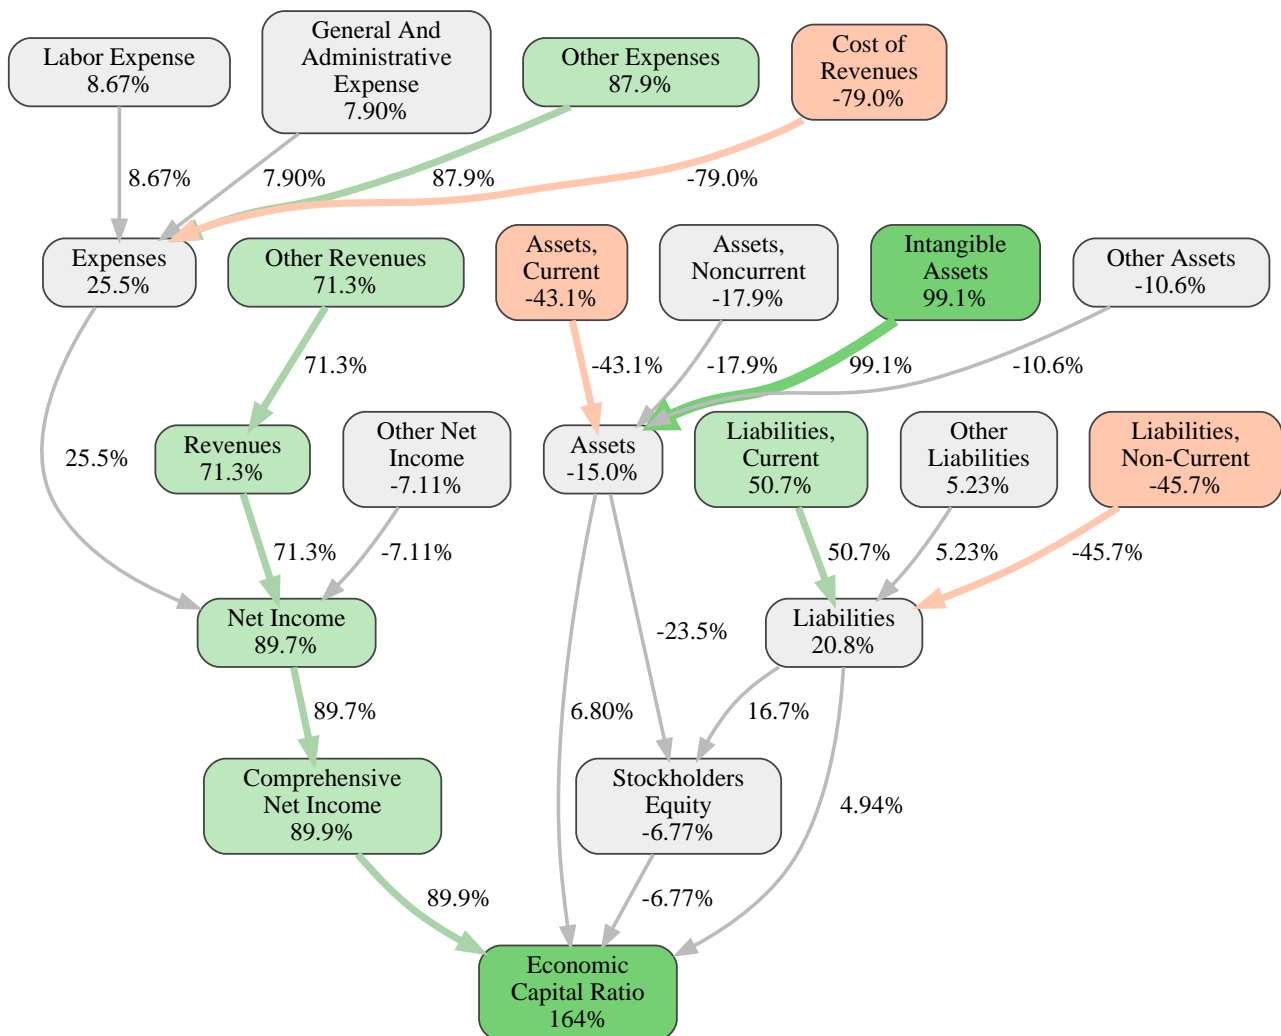 Labor Expense
8.67%
General And
Administrative
Expense
7.90%
Other Expenses
87.9%
Cost of
Revenues
-79.0%
8.67%
7.90%
87.9%
-79.0%
Expenses
25.5%
Other Revenues
71.3%
Assets,
Current
-43.1%
Assets,
Noncurrent
-17.9%
Intangible
Assets
99.1%
Other Assets
-10.6%
71.3%
-43.1%
-17.9%
99.1%
-10.6%
25.5%
Revenues
71.3%
Other Net
Income
-7.11%
Assets
-15.0%
Liabilities,
Current
50.7%
Other
Liabilities
5.23%
Liabilities,
Non-Current
-45.7%
71.3%
-7.11%
50.7%
5.23%
-45.7%
Net Income
89.7%
-23.5%
Liabilities
20.8%
89.7%
6.80%
16.7%
Comprehensive
Net Income
89.9%
Stockholders
Equity
-6.77%
4.94%
89.9%
-6.77%
Economic
Capital Ratio
164%